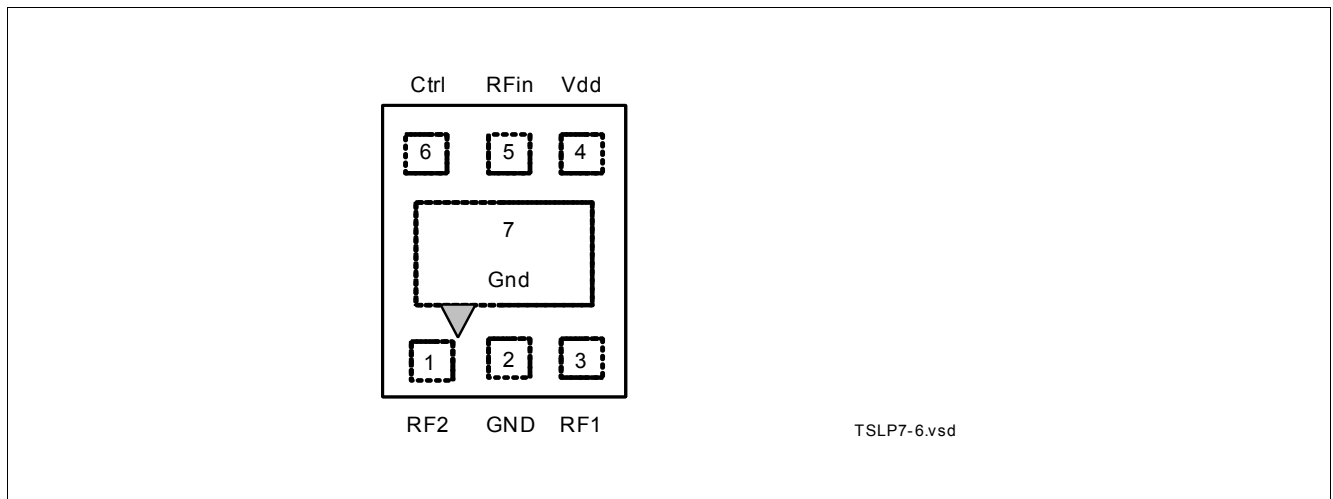 Ctrl RFin Vdd
6 5 4
7
Gnd
1 2 3
RF2 GND RF1
TSLP7-6.vsd